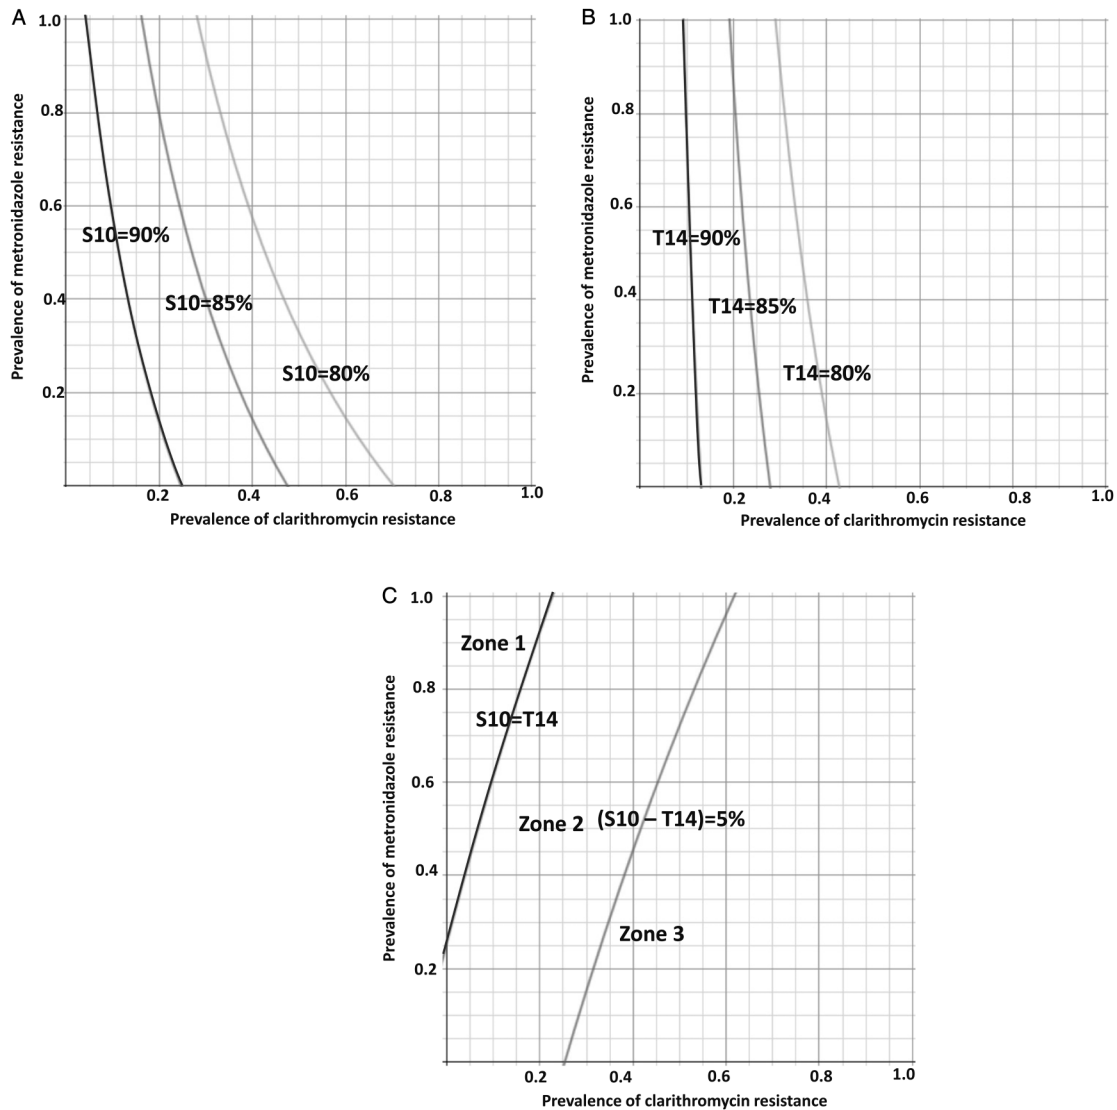 A
1.0
0.8
0.6
0.4
0.2
Prevalence of metronidazole resistance
S10=90%
S10=85%
S10=80%
0.2
0.4
0.6
0.8
1.0
Prevalence of clarithromycin resistance
B
1.0
0.8
0.6
0.4
0.2
Prevalence of metronidazole resistance
T14=90%
T14=85%
T14=80%
0.2
0.4
0.6
0.8
1.0
Prevalence of clarithromycin resistance
C
1.0
0.8
0.6
0.4
0.2
Prevalence of metronidazole resistance
Zone 1
S10=T14
Zone 2
(S10 – T14)=5%
Zone 3
0.2
0.4
0.6
0.8
1.0
Prevalence of clarithromycin resistance